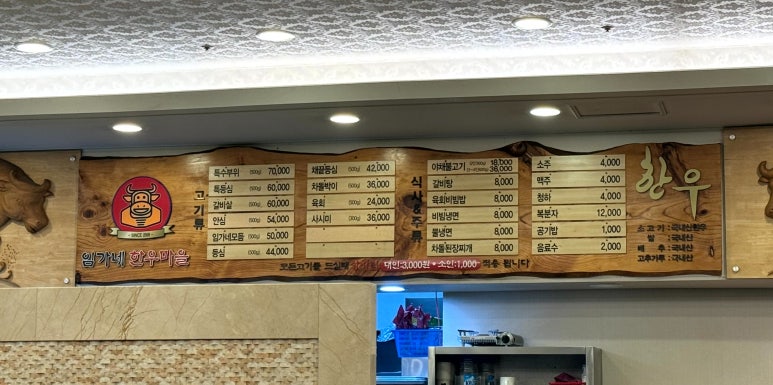 SINCE 2001
임가네 한우마을
고기류
특수부위 (500g) 70,000
특등심 (500g) 60,000
갈비살 (500g) 60,000
안심 (500g) 54,000
임가네모듬 (500g) 50,000
등심 (500g) 44,000
채끝등심 (500g) 42,000
차돌박이 (500g) 36,000
육회 (300g) 24,000
사시미 (300g) 36,000
식사&주류
야채불고기 18,000
36,000
갈비탕 8,000
육회비빔밥 8,000
비빔냉면 8,000
물냉면 8,000
차돌된장찌개 8,000
소주 4,000
맥주 4,000
청하 4,000
복분자 12,000
공기밥 1,000
음료수 2,000
황우
소고기 : 국내산한우
쌀 : 국내산
배추 : 국내산
고추가루 : 국내산
모든고기를 드실때 대인:3,000원 * 소인:1,000 적용 됩니다